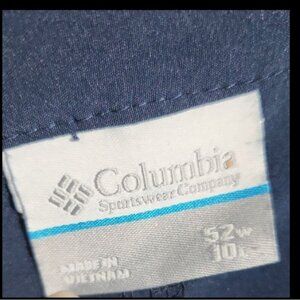 Columbia
Sportswear Company
52W
10L
MADE IN
VIETNAM